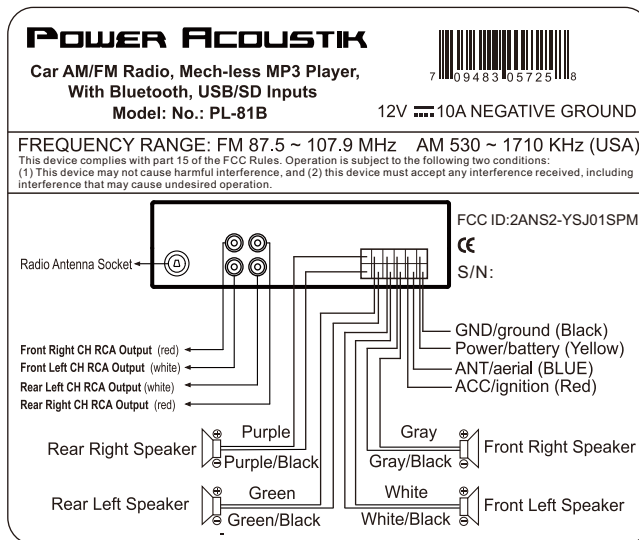 POWER ACOUSTIK
Car AM/FM Radio, Mech-less MP3 Player,
With Bluetooth, USB/SD Inputs
Model: No.: PL-81B
7 09483 05725 8
12V 10A NEGATIVE GROUND
FREQUENCY RANGE: FM 87.5 ~ 107.9 MHz AM 530 ~ 1710 KHz (USA)
This device complies with part 15 of the FCC Rules. Operation is subject to the following two conditions:
(1) This device may not cause harmful interference, and (2) this device must accept any interference received, including
interference that may cause undesired operation.
FCC ID:2ANS2-YSJ01SPM
CE
S/N:
Radio Antenna Socket
GND/ground (Black)
Power/battery (Yellow)
ANT/aerial (BLUE)
ACC/ignition (Red)
Front Right CH RCA Output (red)
Front Left CH RCA Output (white)
Rear Left CH RCA Output (white)
Rear Right CH RCA Output (red)
Rear Right Speaker
Purple
Purple/Black
Gray
Gray/Black
Front Right Speaker
Rear Left Speaker
Green
Green/Black
White
White/Black
Front Left Speaker